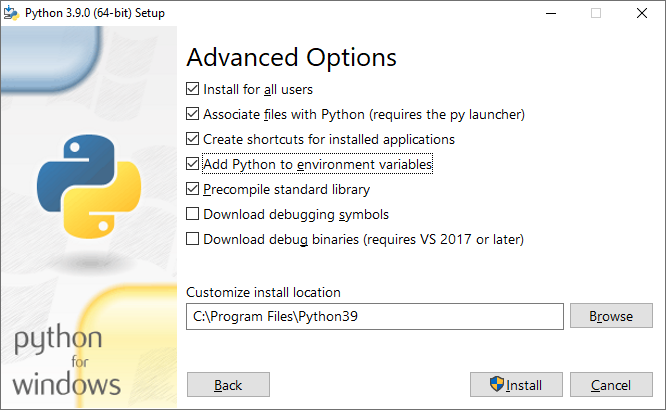 Python 3.9.0 (64-bit) Setup
Advanced Options
Install for all users
Associate files with Python (requires the py launcher)
Create shortcuts for installed applications
Add Python to environment variables
Precompile standard library
Download debugging symbols
Download debug binaries (requires VS 2017 or later)
Customize install location
C:\Program Files\Python39
Browse
python
for
windows
Back
Install
Cancel